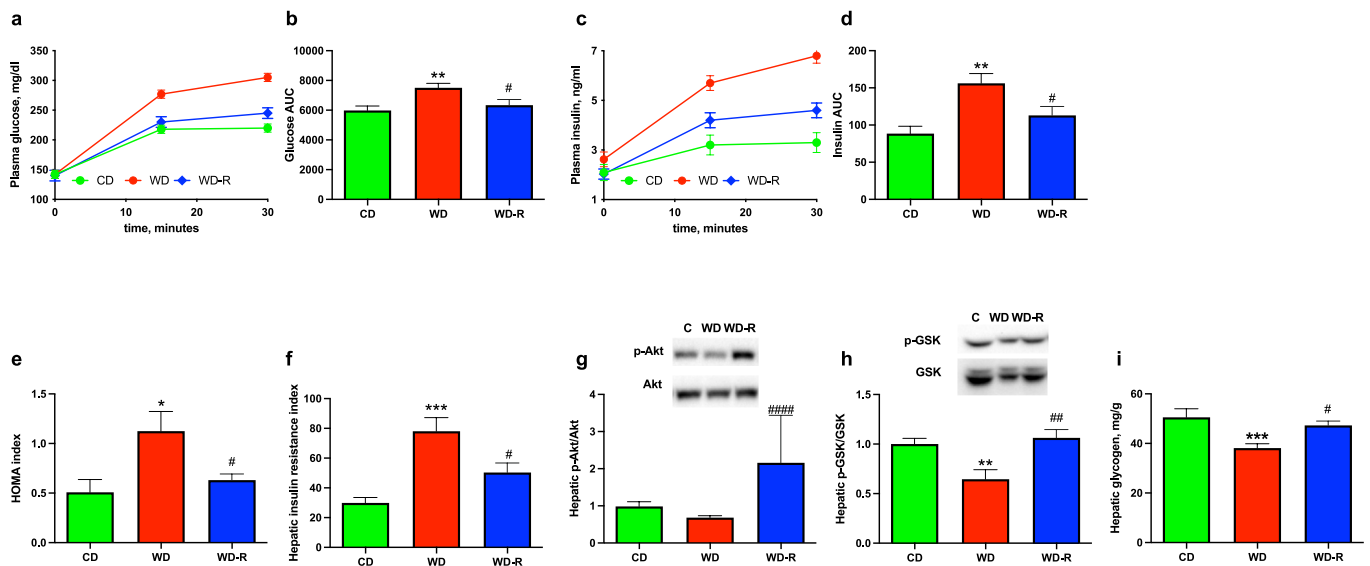 a
Plasma glucose, mg/dl
350
300
250
200
150
100
0
10
20
30
time, minutes
CD
WD
WD-R
b
Glucose AUC
10000
8000
6000
4000
2000
0
**
#
CD
WD
WD-R
c
Plasma insulin, ng/ml
7
5
3
1
0
10
20
30
time, minutes
CD
WD
WD-R
d
Insulin AUC
200
150
100
50
0
**
#
CD
WD
WD-R
e
HOMA index
1.5
1.0
0.5
0.0
*
#
CD
WD
WD-R
f
Hepatic insulin resistance index
100
80
60
40
20
0
***
#
CD
WD
WD-R
g
C WD WD-R
p-Akt
Akt
Hepatic p-Akt/Akt
4
3
2
1
0
####
CD
WD
WD-R
h
C WD WD-R
p-GSK
GSK
Hepatic p-GSK/GSK
1.5
1.0
0.5
0.0
**
##
CD
WD
WD-R
i
Hepatic glycogen, mg/g
60
40
20
0
***
#
CD
WD
WD-R